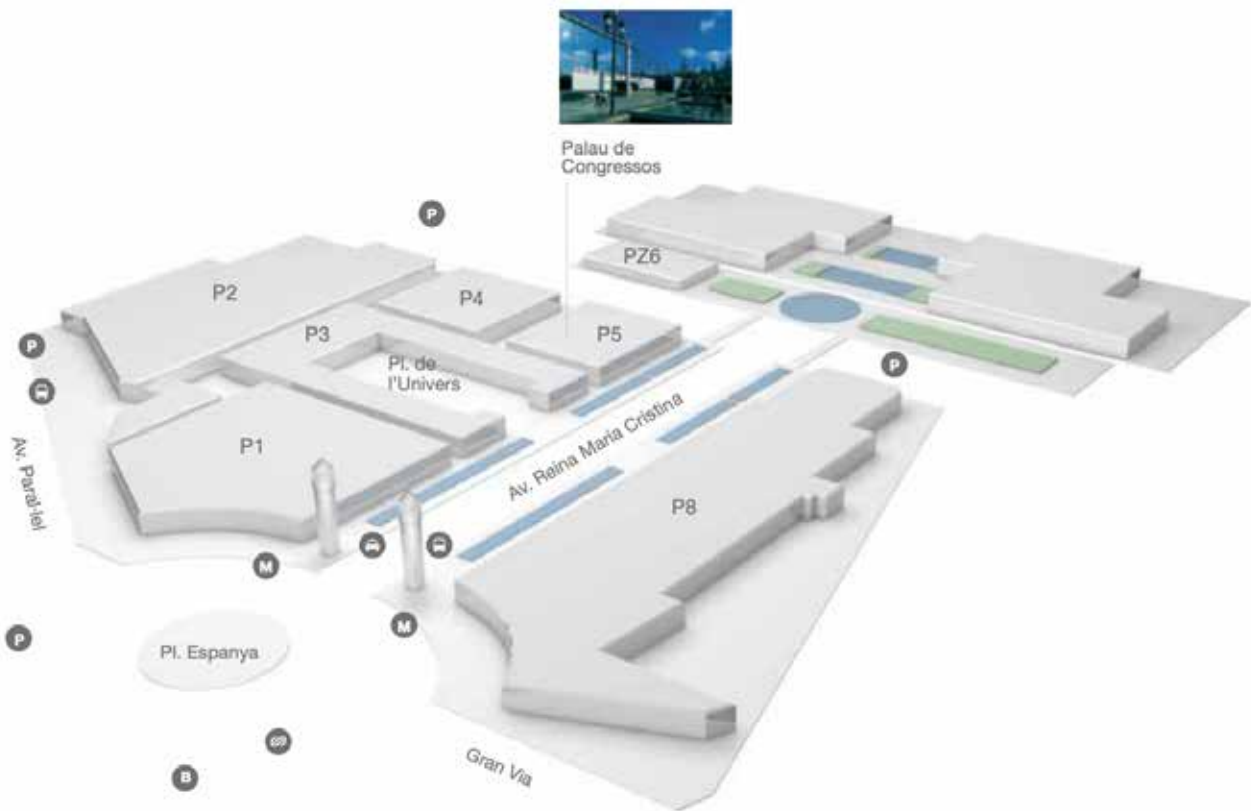 Palau de
Congressos
P
PZ6
P2
P4
P3
P5
P
Pl. de
l'Univers
P
P1
Av. Reina Maria Cristina
Av. Paral·lel
P8
M
M
P
Pl. Espanya
B
Gran Via